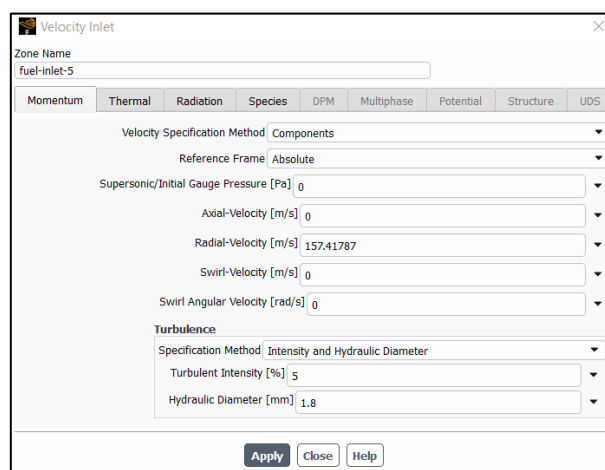 Velocity Inlet
Zone Name
fuel-inlet-5
Momentum Thermal Radiation Species DPM Multiphase Potential Structure UDS
Velocity Specification Method Components
Reference Frame Absolute
Supersonic/Initial Gauge Pressure [Pa] 0
Axial-Velocity [m/s] 0
Radial-Velocity [m/s] 157.41787
Swirl-Velocity [m/s] 0
Swirl Angular Velocity [rad/s] 0
Turbulence
Specification Method Intensity and Hydraulic Diameter
Turbulent Intensity [%] 5
Hydraulic Diameter [mm] 1.8
Apply Close Help